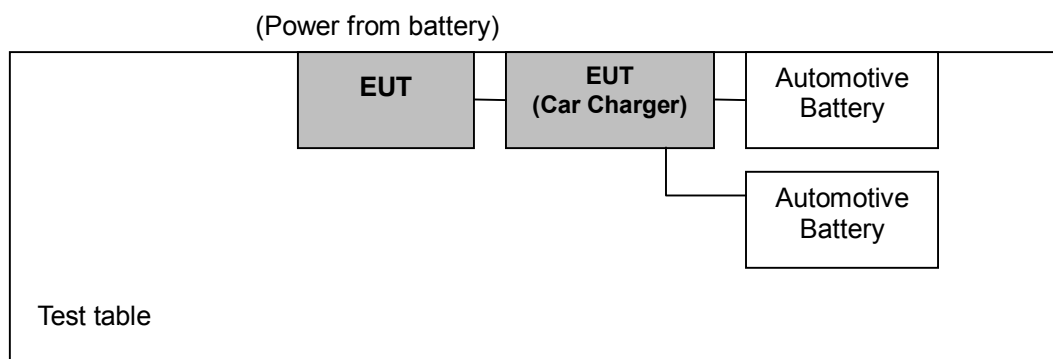 (Power from battery)
EUT
EUT
(Car Charger)
Automotive
Battery
Automotive
Battery
Test table